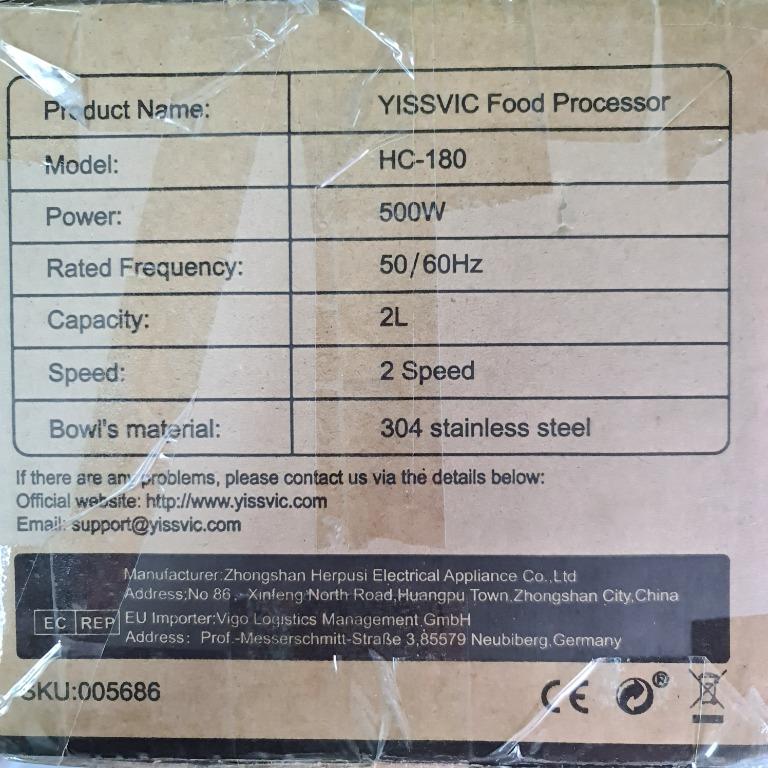 Product Name: YISSVIC Food Processor
Model: HC-180
Power: 500W
Rated Frequency: 50/60Hz
Capacity: 2L
Speed: 2 Speed
Bowl's material: 304 stainless steel
If there are any problems, please contact us via the details below:
Official website: http://www.yissvic.com
Email: support@yissvic.com
Manufacturer:Zhongshan Herpusi Electrical Appliance Co.,Ltd
Address;No 86, Xinfeng North Road,Huangpu Town.Zhongshan City,China
EC REP EU Importer:Vigo Logistics Management GmbH
Address: Prof.-Messerschmitt-Straße 3,85579 Neubiberg,Germany
SKU:005686
CE ®